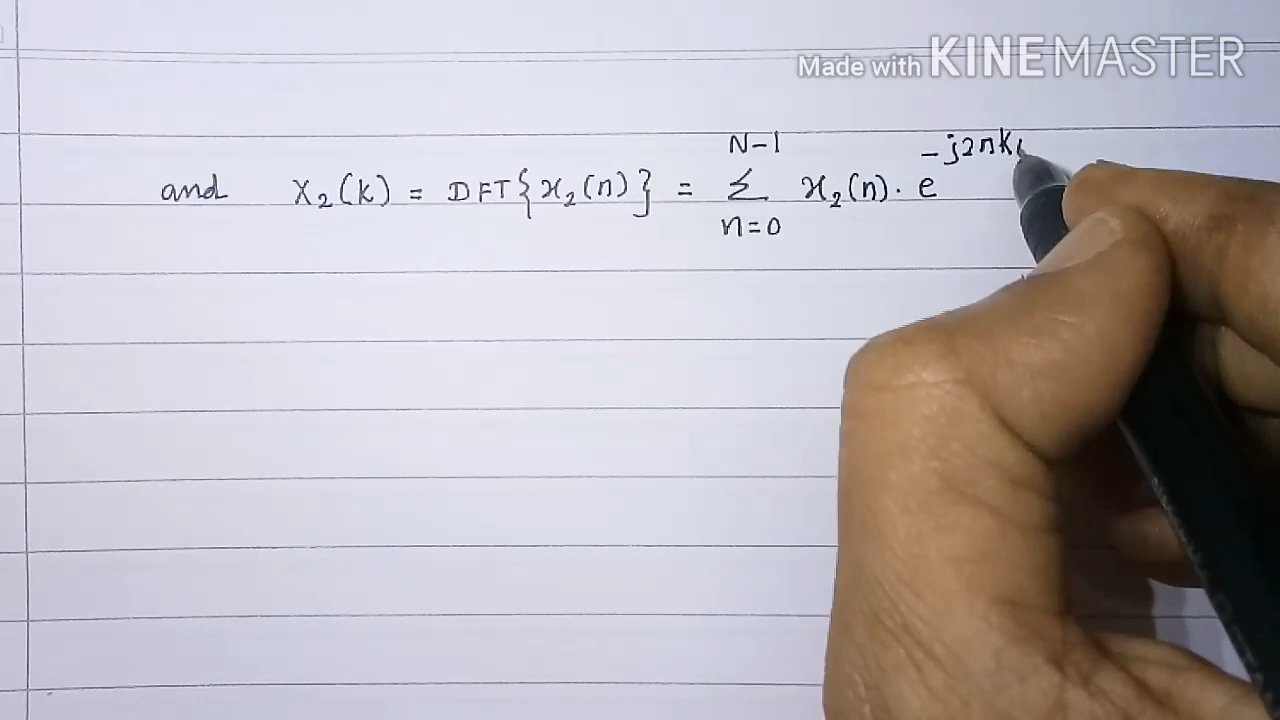 Made with KINEMASTER
N-1
and X₂(k) = DFT{x₂(n)} = Σ x₂(n). e^-j2πk
n=0